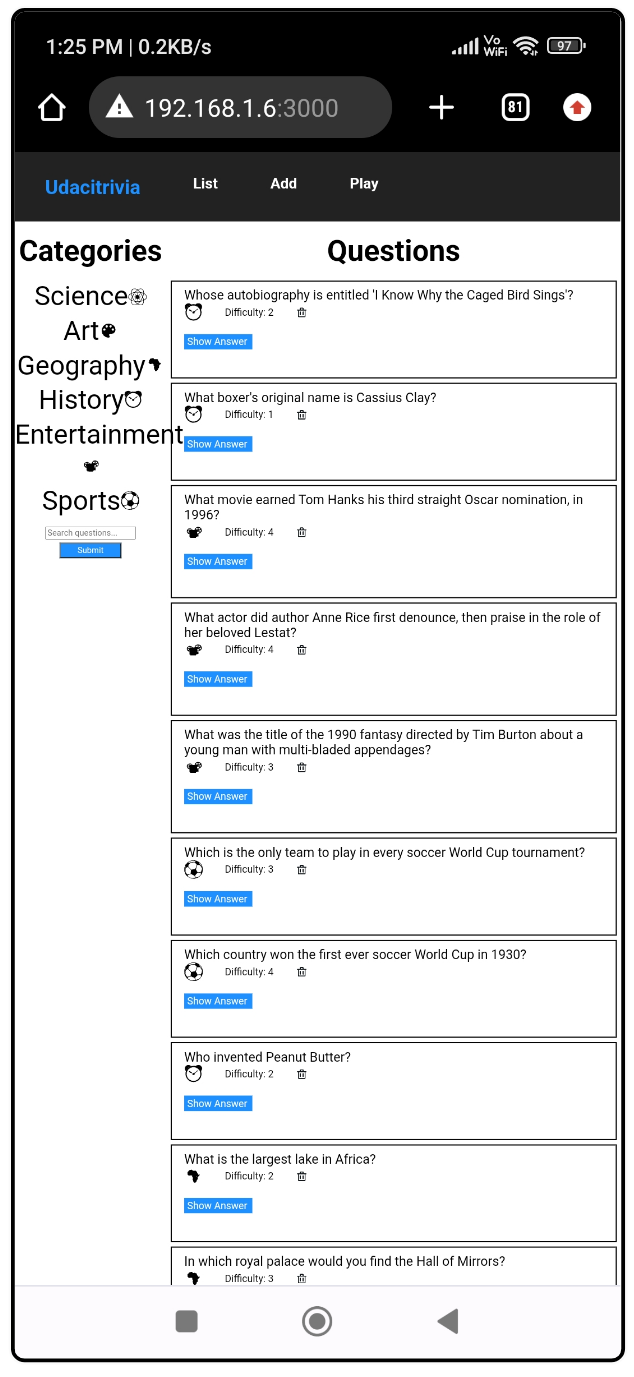 1:25 PM | 0.2KB/s
Vo
WiFi
97
192.168.1.6:3000
81
Udacitrivia
List
Add
Play
Categories
Science
Art
Geography
History
Entertainment
Sports
Search questions...
Submit
Questions
Whose autobiography is entitled 'I Know Why the Caged Bird Sings'?
Difficulty: 2
Show Answer
What boxer's original name is Cassius Clay?
Difficulty: 1
Show Answer
What movie earned Tom Hanks his third straight Oscar nomination, in
1996?
Difficulty: 4
Show Answer
What actor did author Anne Rice first denounce, then praise in the role of
her beloved Lestat?
Difficulty: 4
Show Answer
What was the title of the 1990 fantasy directed by Tim Burton about a
young man with multi-bladed appendages?
Difficulty: 3
Show Answer
Which is the only team to play in every soccer World Cup tournament?
Difficulty: 3
Show Answer
Which country won the first ever soccer World Cup in 1930?
Difficulty: 4
Show Answer
Who invented Peanut Butter?
Difficulty: 2
Show Answer
What is the largest lake in Africa?
Difficulty: 2
Show Answer
In which royal palace would you find the Hall of Mirrors?
Difficulty: 3